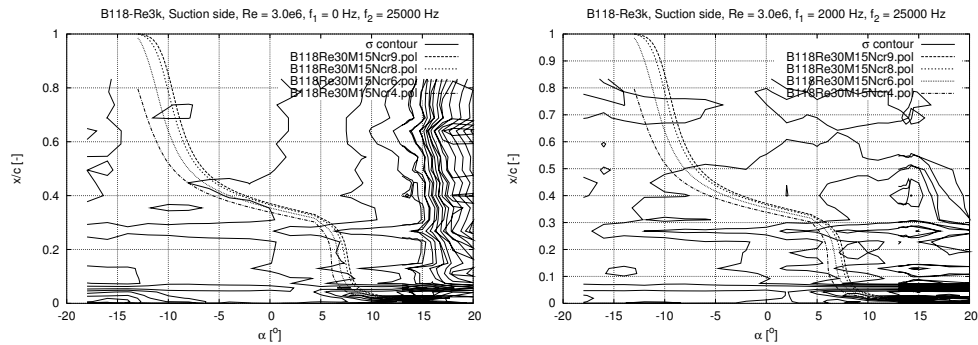 B118-Re3k, Suction side, Re = 3.0e6, f1 = 0 Hz, f2 = 25000 Hz
σ contour
B118Re30M15Ncr9.pol
B118Re30M15Ncr8.pol
B118Re30M15Ncr6.pol
B118Re30M15Ncr4.pol
x/c [-]
1
0.8
0.6
0.4
0.2
0
-20 -15 -10 -5 0 5 10 15 20
α [o]
B118-Re3k, Suction side, Re = 3.0e6, f1 = 2000 Hz, f2 = 25000 Hz
σ contour
B118Re30M15Ncr9.pol
B118Re30M15Ncr8.pol
B118Re30M15Ncr6.pol
B118Re30M15Ncr4.pol
x/c [-]
1
0.9
0.8
0.7
0.6
0.5
0.4
0.3
0.2
0.1
0
-20 -15 -10 -5 0 5 10 15 20
α [o]